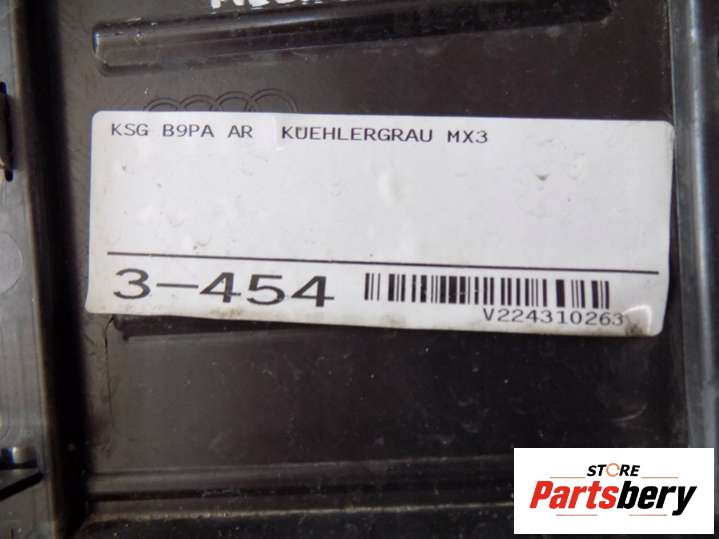 KSG B9PA AR KUEHLERGRAU MX3
3-454
V224310263
STORE
Partsbery